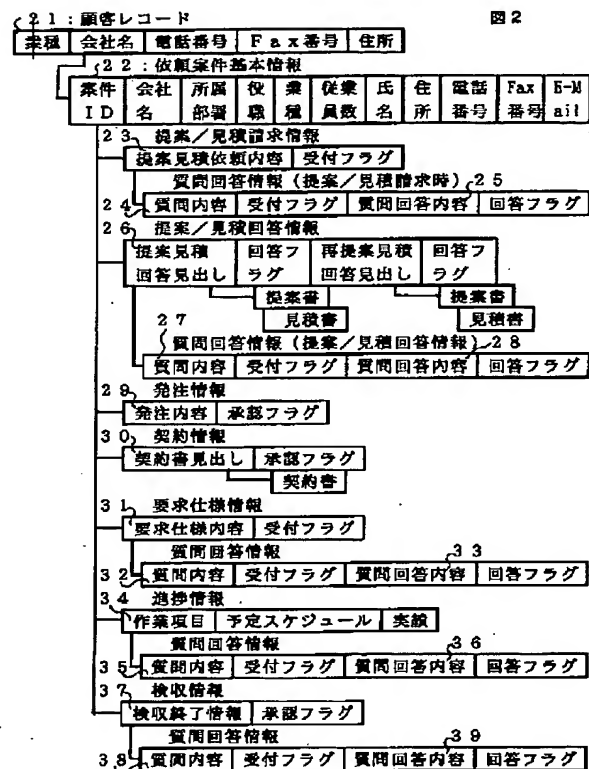 21：顧客レコード 図2
業種 会社名 電話番号 Fax番号 住所
22：依頼案件基本情報
案件ID 会社名 所属部署 役職 業種 従業員数 氏名 住所 電話番号 Fax番号 E-Mail
23 提案／見積請求情報
提案見積依頼内容 受付フラグ
質問回答情報（提案／見積請求時） 25
24 質問内容 受付フラグ 質問回答内容 回答フラグ
26 提案／見積回答情報
提案見積 回答フ 再提案見積 回答フ
回答見出し ラグ 回答見出し ラグ
提案書 提案書
27 見積書 見積書
質問回答情報（提案／見積回答情報） 28
質問内容 受付フラグ 質問回答内容 回答フラグ
29 発注情報
発注内容 承認フラグ
30 契約情報
契約書見出し 承認フラグ
契約書
31 要求仕様情報
要求仕様内容 受付フラグ
質問回答情報 33
32 質問内容 受付フラグ 質問回答内容 回答フラグ
34 進捗情報
作業項目 予定スケジュール 実績
質問回答情報 36
35 質問内容 受付フラグ 質問回答内容 回答フラグ
37 検収情報
検収終了情報 承認フラグ
質問回答情報 39
38 質問内容 受付フラグ 質問回答内容 回答フラグ